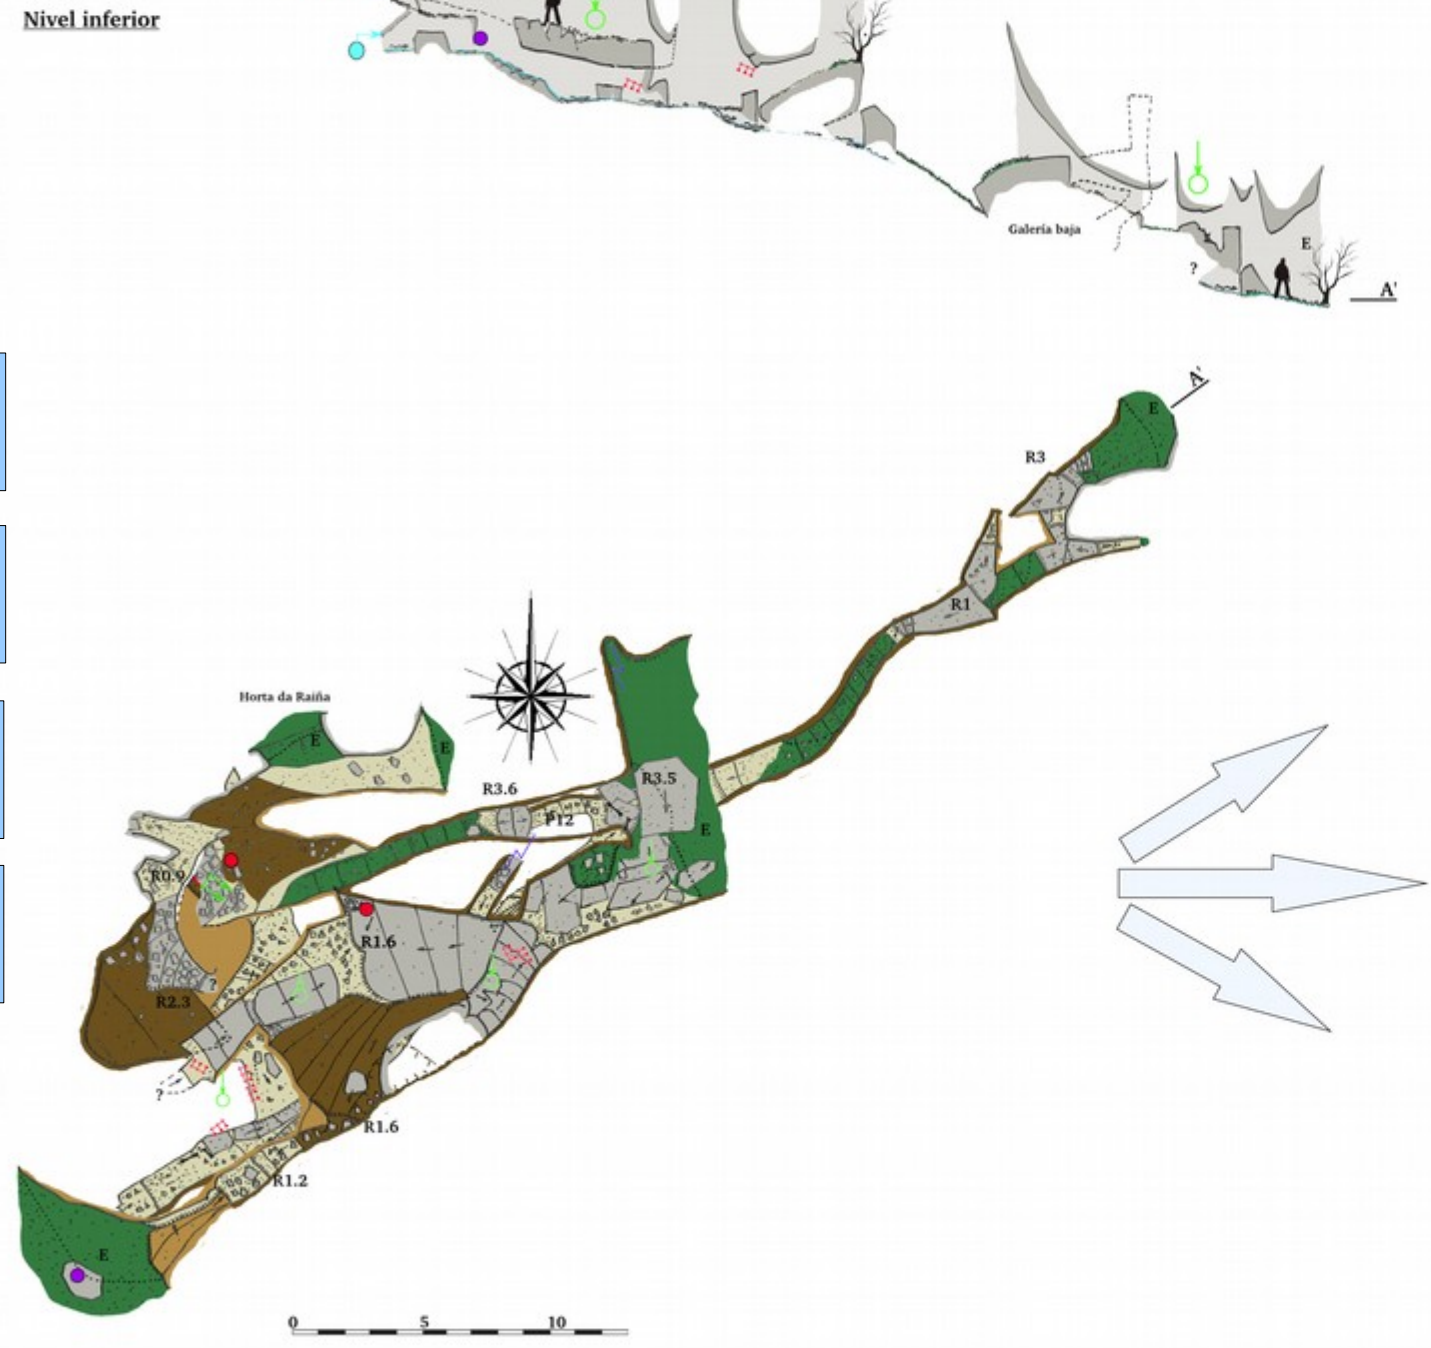 Nivel inferior
Galería baja
E
?
A'
A'
E
R3
R1
Horta da Raíña
E
E
R3.5
R3.6
P12
E
R0.9
R1.6
R2.3
?
?
R1.6
R1.2
E
0 5 10